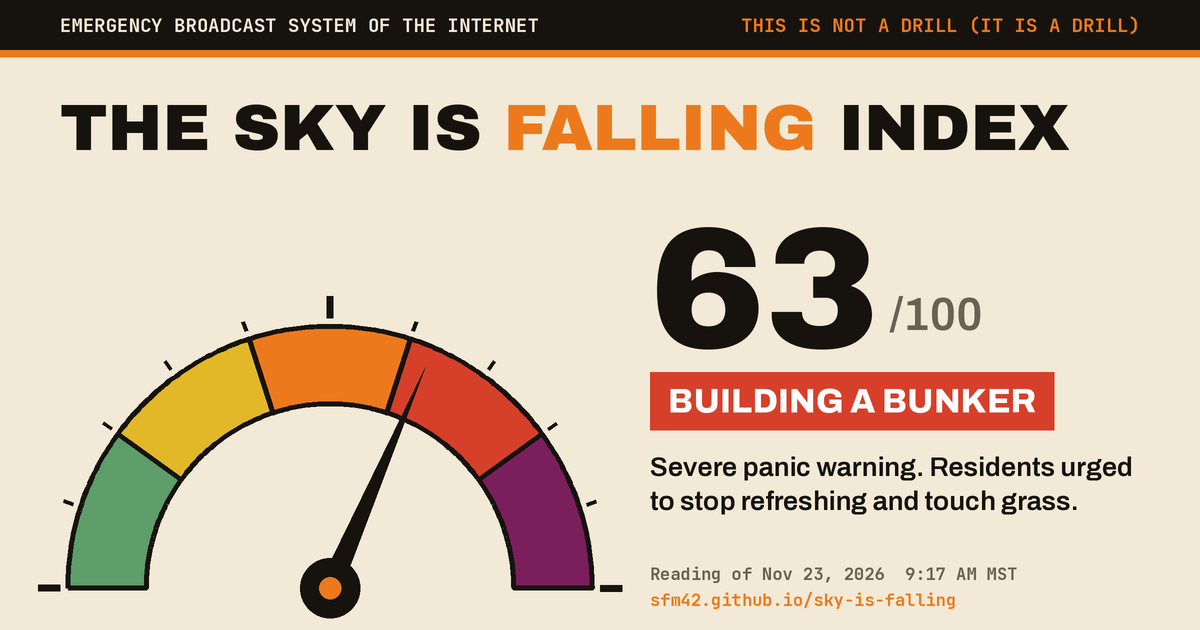 EMERGENCY BROADCAST SYSTEM OF THE INTERNET
THIS IS NOT A DRILL (IT IS A DRILL)
THE SKY IS FALLING INDEX
63 /100
BUILDING A BUNKER
Severe panic warning. Residents urged
to stop refreshing and touch grass.
Reading of Nov 23, 2026  9:17 AM MST
sfm42.github.io/sky-is-falling